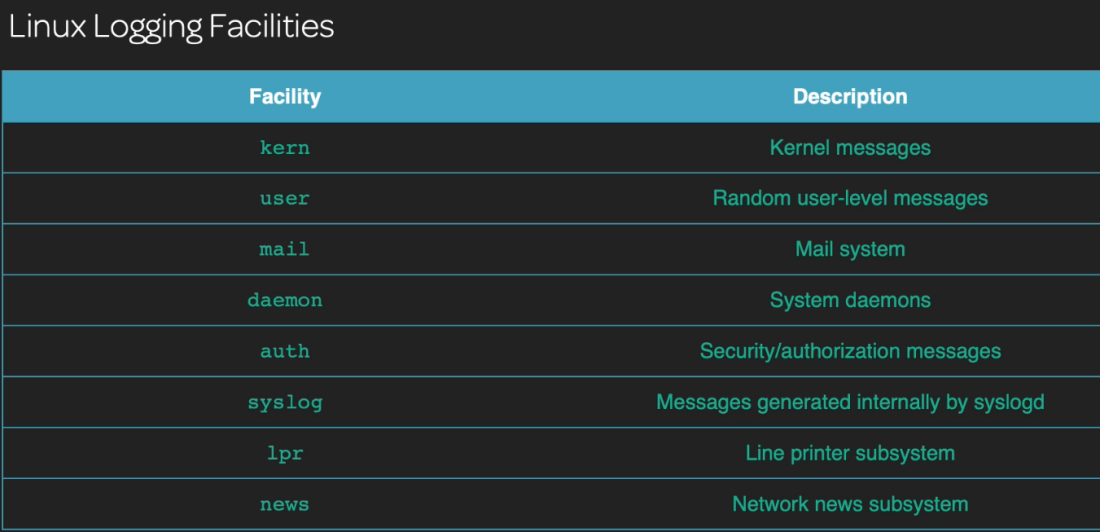 Linux Logging Facilities
Facility Description
kern Kernel messages
user Random user-level messages
mail Mail system
daemon System daemons
auth Security/authorization messages
syslog Messages generated internally by syslogd
lpr Line printer subsystem
news Network news subsystem